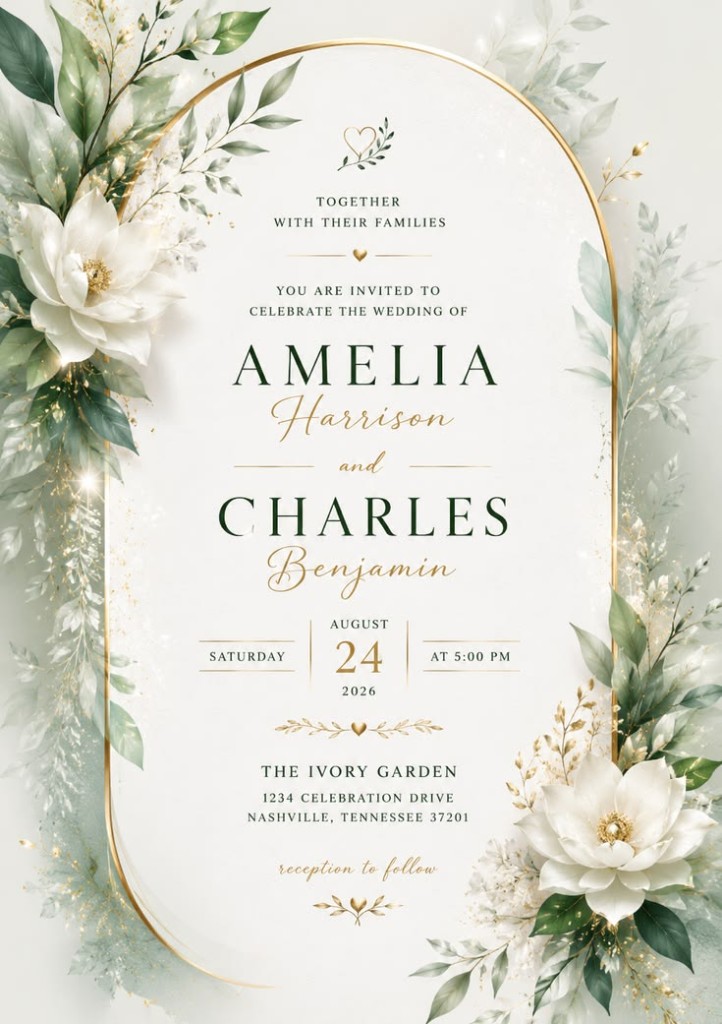 TOGETHER
WITH THEIR FAMILIES
YOU ARE INVITED TO
CELEBRATE THE WEDDING OF
AMELIA
Harrison
and
CHARLES
Benjamin
SATURDAY
AUGUST
24
2026
AT 5:00 PM
THE IVORY GARDEN
1234 CELEBRATION DRIVE
NASHVILLE, TENNESSEE 37201
reception to follow